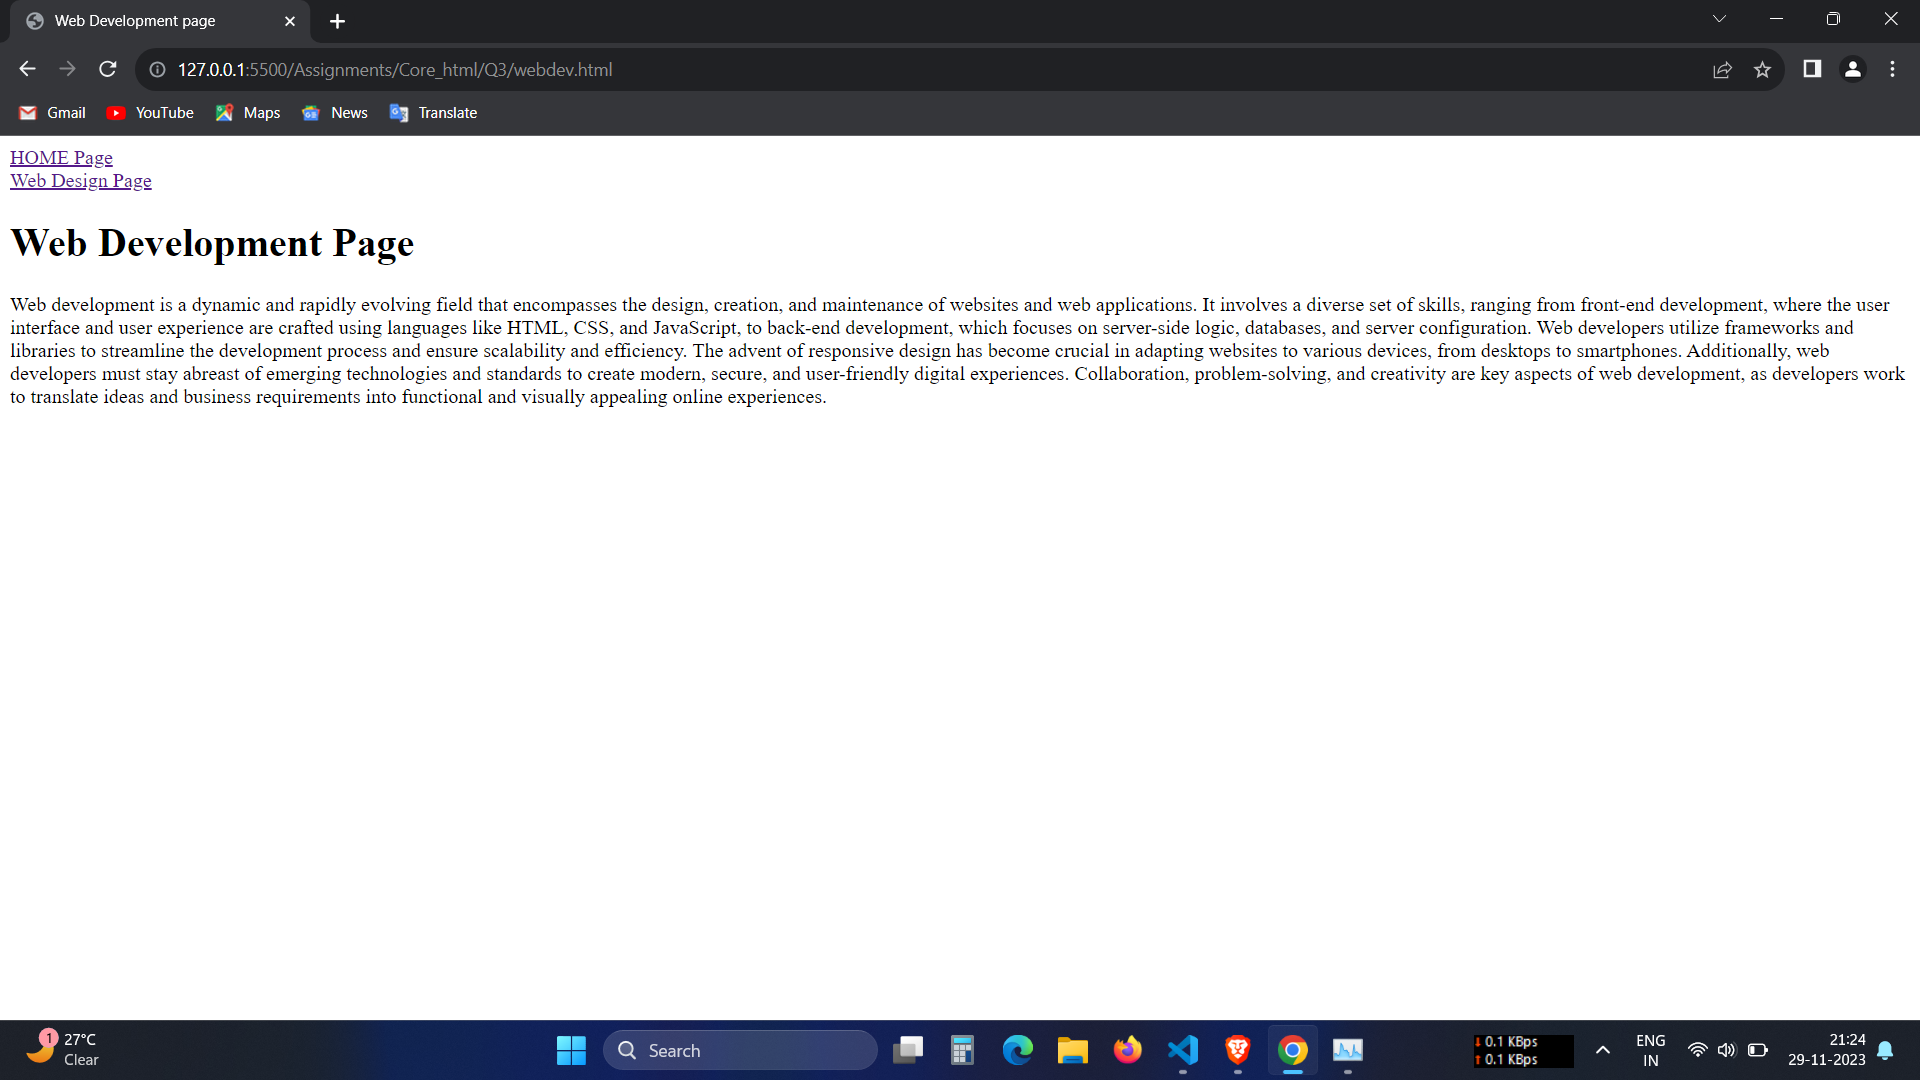 Web Development page
127.0.0.1:5500/Assignments/Core_html/Q3/webdev.html
Gmail YouTube Maps News Translate
HOME Page
Web Design Page
Web Development Page
Web development is a dynamic and rapidly evolving field that encompasses the design, creation, and maintenance of websites and web applications. It involves a diverse set of skills, ranging from front-end development, where the user
interface and user experience are crafted using languages like HTML, CSS, and JavaScript, to back-end development, which focuses on server-side logic, databases, and server configuration. Web developers utilize frameworks and
libraries to streamline the development process and ensure scalability and efficiency. The advent of responsive design has become crucial in adapting websites to various devices, from desktops to smartphones. Additionally, web
developers must stay abreast of emerging technologies and standards to create modern, secure, and user-friendly digital experiences. Collaboration, problem-solving, and creativity are key aspects of web development, as developers work
to translate ideas and business requirements into functional and visually appealing online experiences.
1
27°C
Clear
Search
0.1 KBps
0.1 KBps
ENG
IN
21:24
29-11-2023